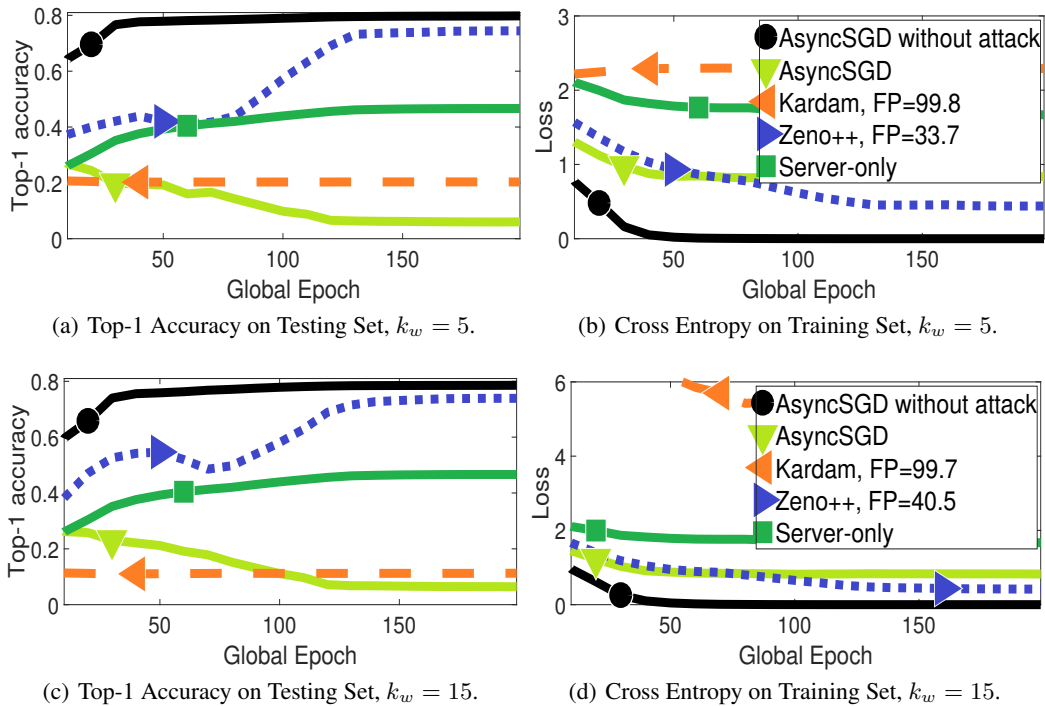 0.8
0.6
0.4
0.2
0
Top-1 accuracy
50 100 150
Global Epoch
(a) Top-1 Accuracy on Testing Set, k_w = 5.
3
2
1
0
Loss
AsyncSGD without attack
AsyncSGD
Kardam, FP=99.8
Zeno++, FP=33.7
Server-only
50 100 150
Global Epoch
(b) Cross Entropy on Training Set, k_w = 5.
0.8
0.6
0.4
0.2
0
Top-1 accuracy
50 100 150
Global Epoch
(c) Top-1 Accuracy on Testing Set, k_w = 15.
6
4
2
0
Loss
AsyncSGD without attack
AsyncSGD
Kardam, FP=99.7
Zeno++, FP=40.5
Server-only
50 100 150
Global Epoch
(d) Cross Entropy on Training Set, k_w = 15.